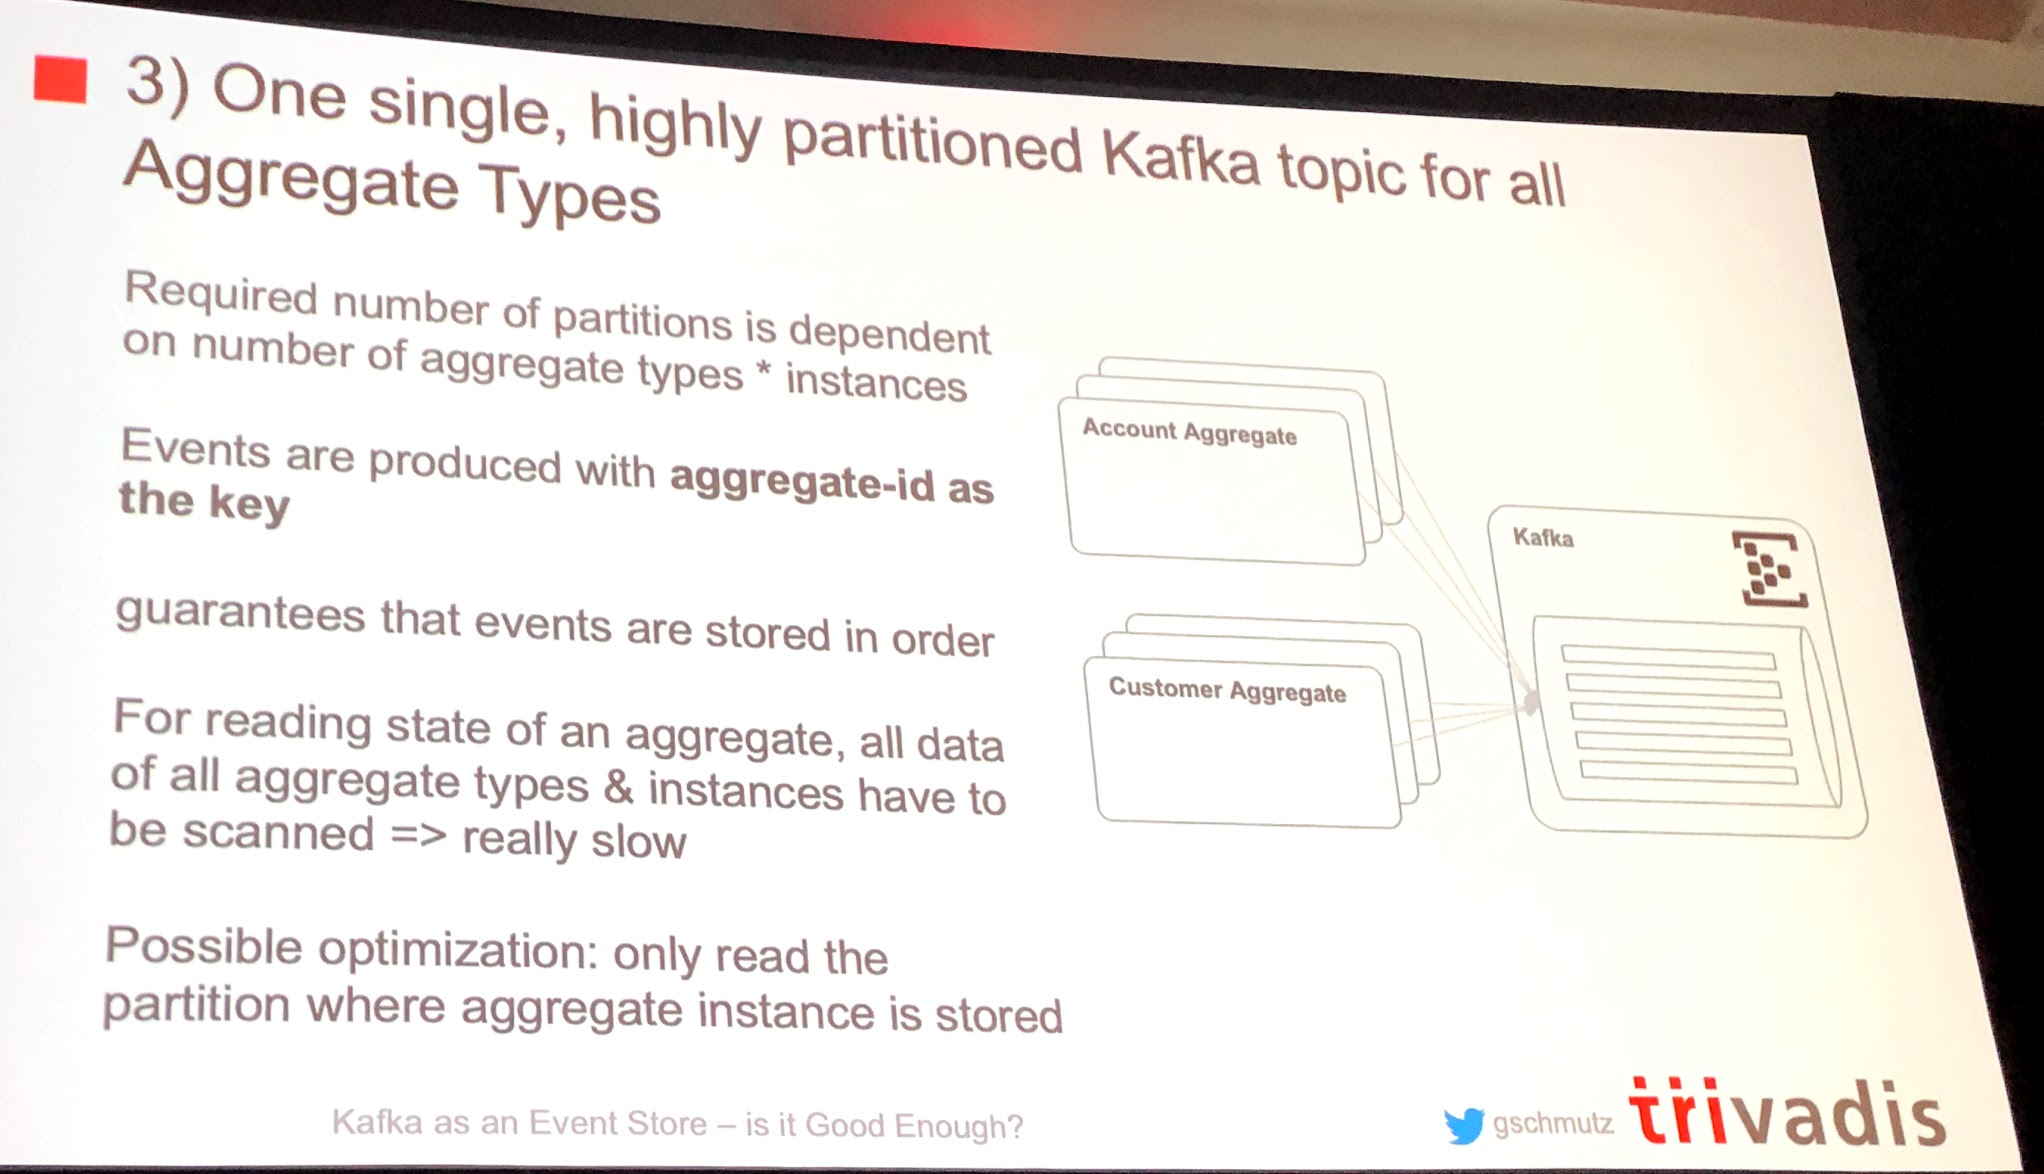 3) One single, highly partitioned Kafka topic for all
Aggregate Types
Required number of partitions is dependent
on number of aggregate types * instances
Events are produced with aggregate-id as
the key
guarantees that events are stored in order
For reading state of an aggregate, all data
of all aggregate types & instances have to
be scanned => really slow
Possible optimization: only read the
partition where aggregate instance is stored
Account Aggregate
Customer Aggregate
Kafka
Kafka as an Event Store – is it Good Enough?
gschmutz
trivadis